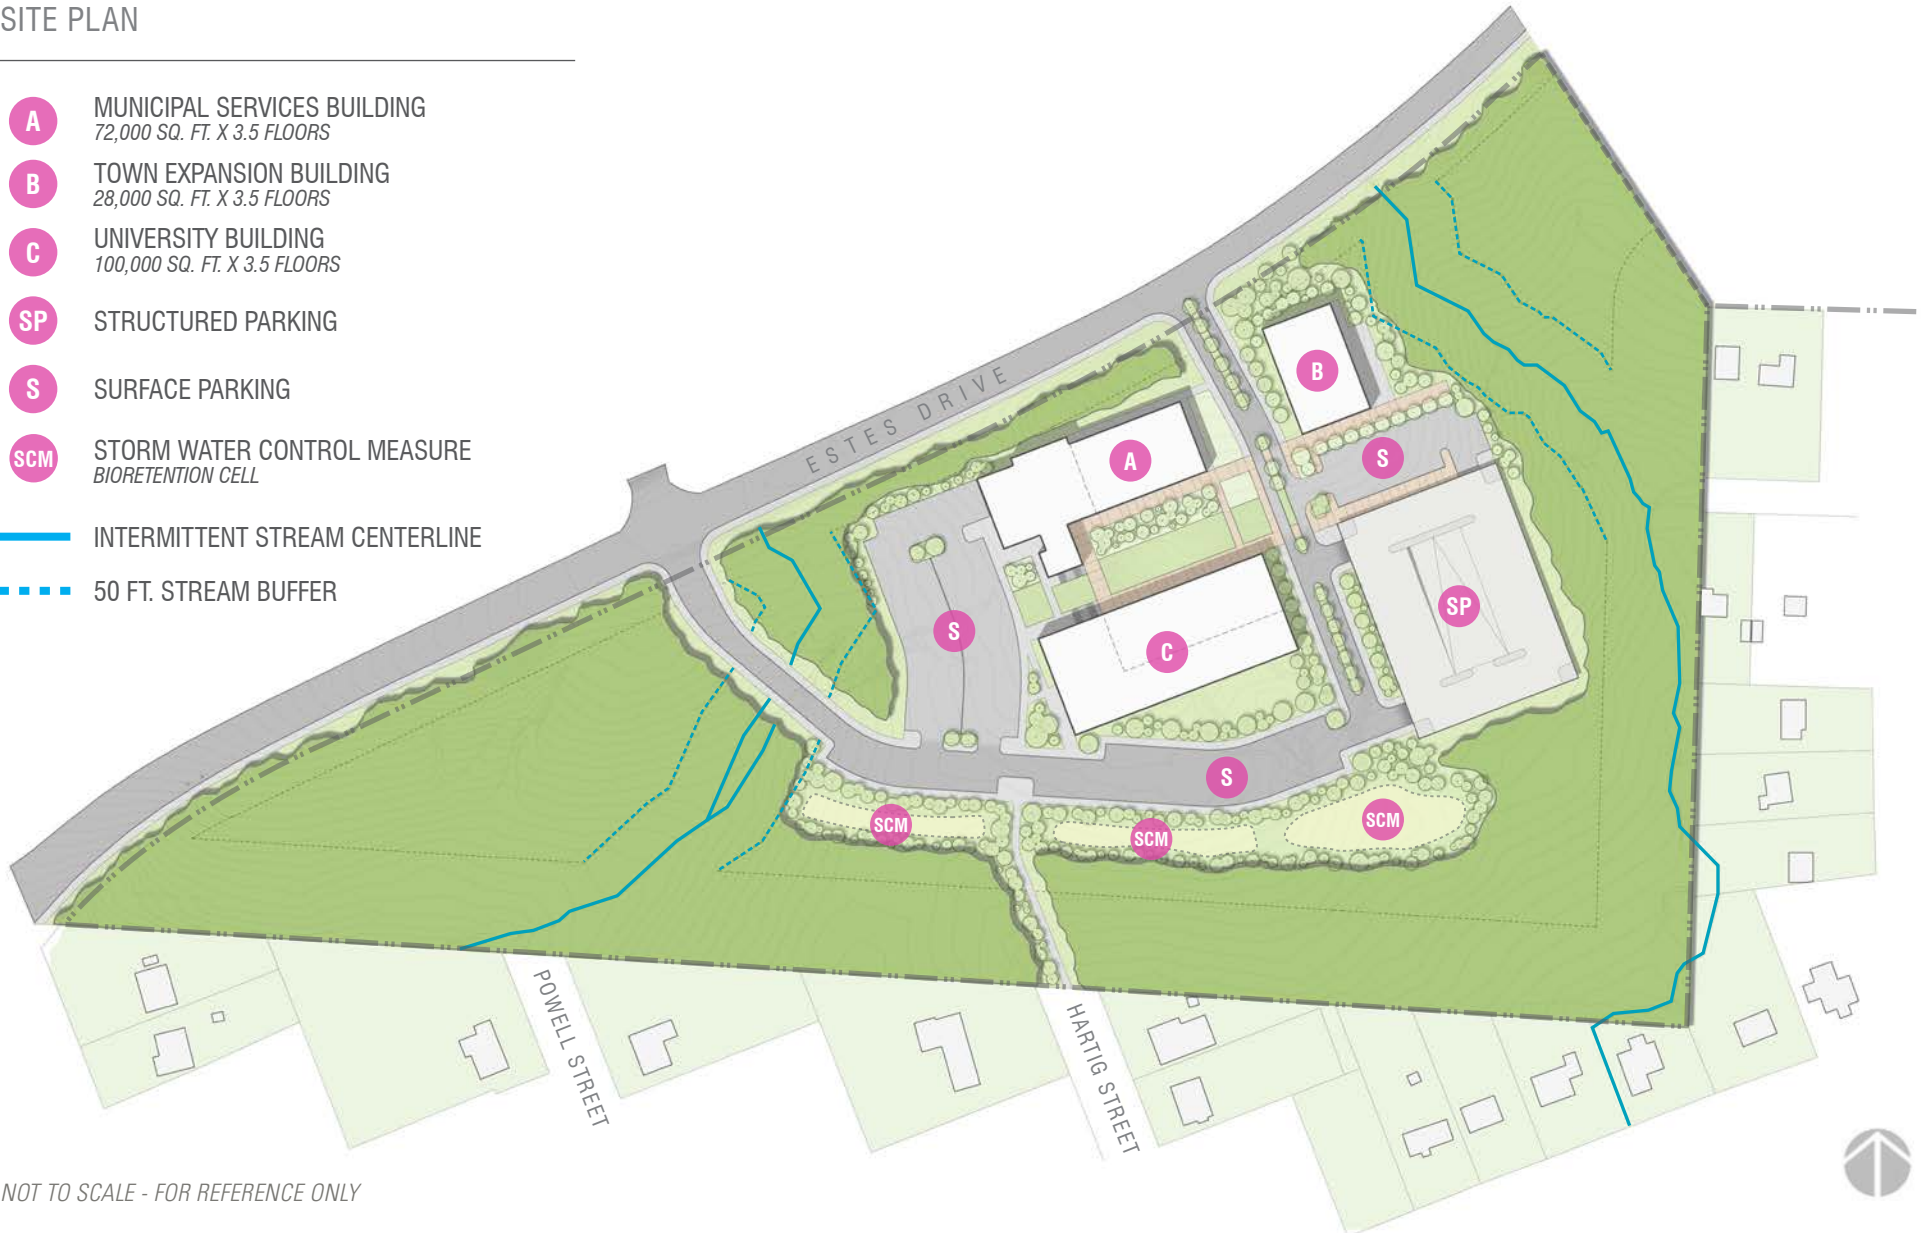 SITE PLAN
A
MUNICIPAL SERVICES BUILDING
72,000 SQ. FT. X 3.5 FLOORS
B
TOWN EXPANSION BUILDING
28,000 SQ. FT. X 3.5 FLOORS
C
UNIVERSITY BUILDING
100,000 SQ. FT. X 3.5 FLOORS
SP
STRUCTURED PARKING
S
SURFACE PARKING
SCM
STORM WATER CONTROL MEASURE
BIORETENTION CELL
INTERMITTENT STREAM CENTERLINE
50 FT. STREAM BUFFER
ESTES DRIVE
B
A
S
SP
S
C
S
SCM
SCM
SCM
POWELL STREET
HARTIG STREET
NOT TO SCALE - FOR REFERENCE ONLY